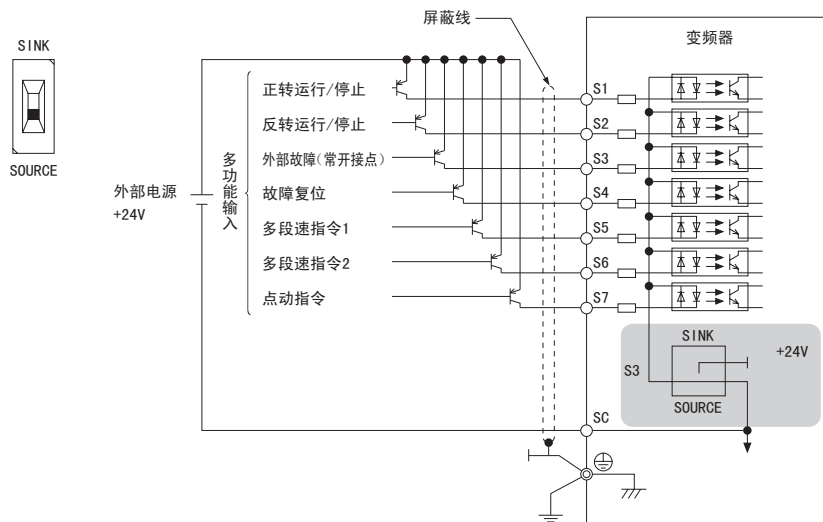 SINK
SOURCE
屏蔽线
变频器
外部电源
+24V
多功能输入
正转运行/停止
反转运行/停止
外部故障(常开接点)
故障复位
多段速指令1
多段速指令2
点动指令
S1
S2
S3
S4
S5
S6
S7
SINK
+24V
S3
SOURCE
SC